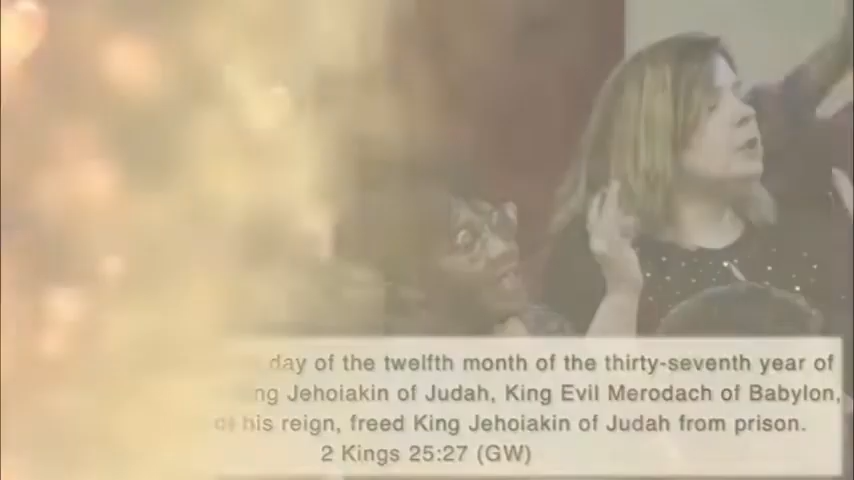 day of the twelfth month of the thirty-seventh year of
Jehoiakin of Judah, King Evil Merodach of Babylon,
his reign, freed King Jehoiakin of Judah from prison.
2 Kings 25:27 (GW)